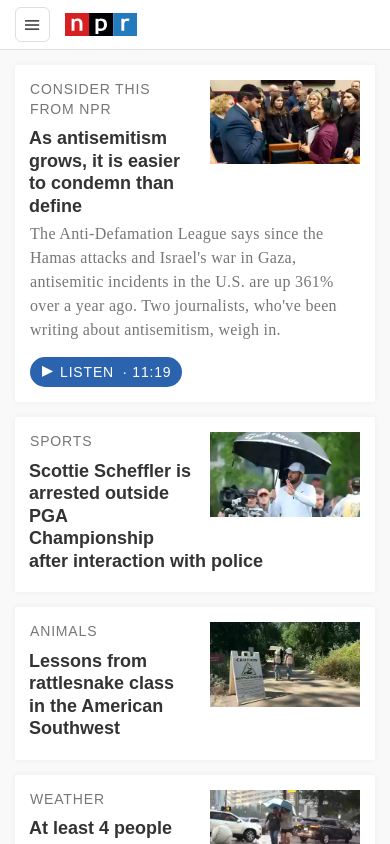 npr
CONSIDER THIS
FROM NPR
As antisemitism
grows, it is easier
to condemn than
define
The Anti-Defamation League says since the
Hamas attacks and Israel's war in Gaza,
antisemitic incidents in the U.S. are up 361%
over a year ago. Two journalists, who've been
writing about antisemitism, weigh in.
LISTEN · 11:19
SPORTS
Scottie Scheffler is
arrested outside
PGA
Championship
after interaction with police
TaylorMade
ANIMALS
Lessons from
rattlesnake class
in the American
Southwest
CAUTION
WEATHER
At least 4 people